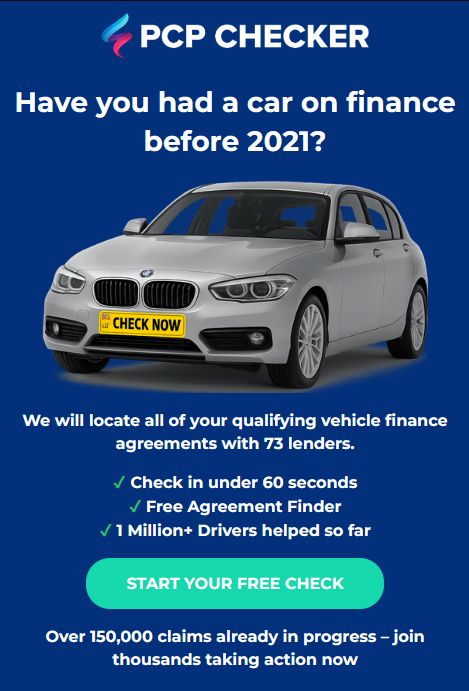 PCP CHECKER
Have you had a car on finance
before 2021?
CHECK NOW
We will locate all of your qualifying vehicle finance
agreements with 73 lenders.
✓ Check in under 60 seconds
✓ Free Agreement Finder
✓ 1 Million+ Drivers helped so far
START YOUR FREE CHECK
Over 150,000 claims already in progress – join
thousands taking action now